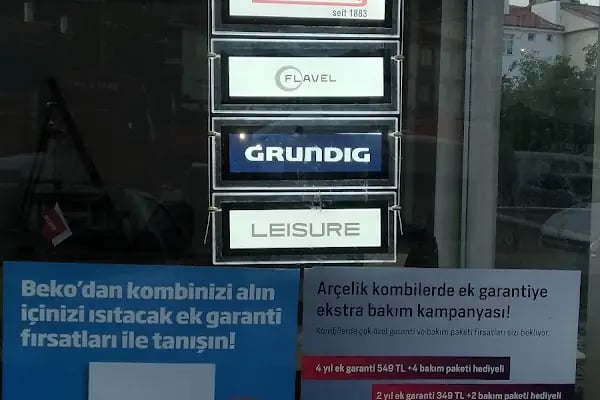 seit 1883
FLAVEL
GRUNDIG
LEISURE
Beko'dan kombinizi alın
içinizi ısıtacak ek garanti
fırsatları ile tanışın!
Arçelik kombilerde ek garantiye
ekstra bakım kampanyası!
Kombilerde çok özel garanti ve bakım paketi fırsatları sizi bekliyor.
4 yıl ek garanti 549 TL +4 bakım paketi hediyeli
2 yıl ek garanti 349 TL +2 bakım paketi hediyeli